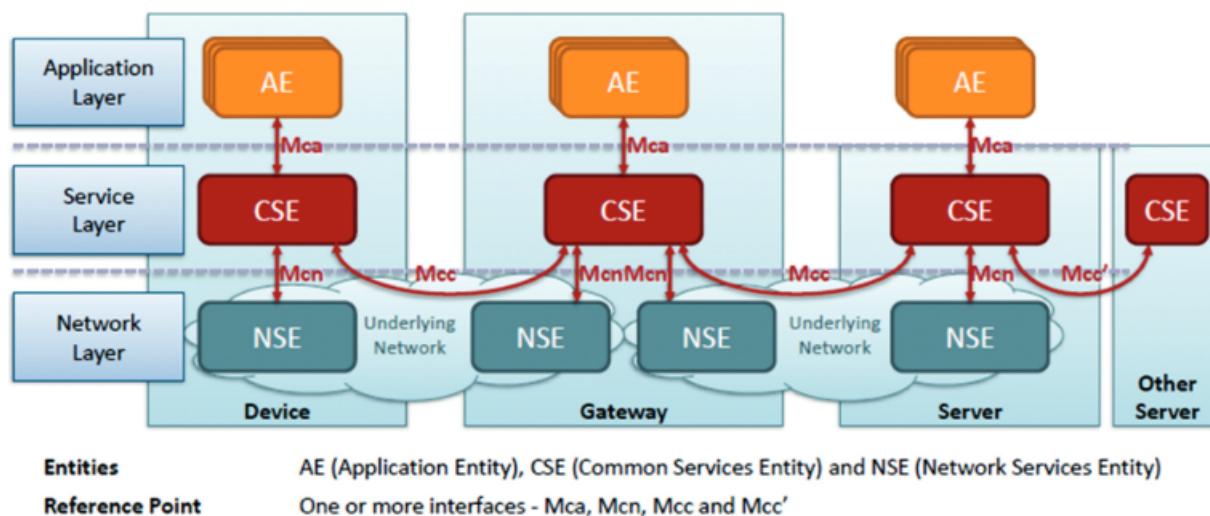 Application
Layer
AE
AE
AE
Mca
Mca
Mca
Service
Layer
CSE
CSE
CSE
CSE
Mcn
Mcc
Mcn
Mcn
Mcc
Mcn
Mcc'
Network
Layer
NSE
Underlying
Network
NSE
NSE
Underlying
Network
NSE
Device
Gateway
Server
Other
Server
Entities AE (Application Entity), CSE (Common Services Entity) and NSE (Network Services Entity)
Reference Point One or more interfaces - Mca, Mcn, Mcc and Mcc'